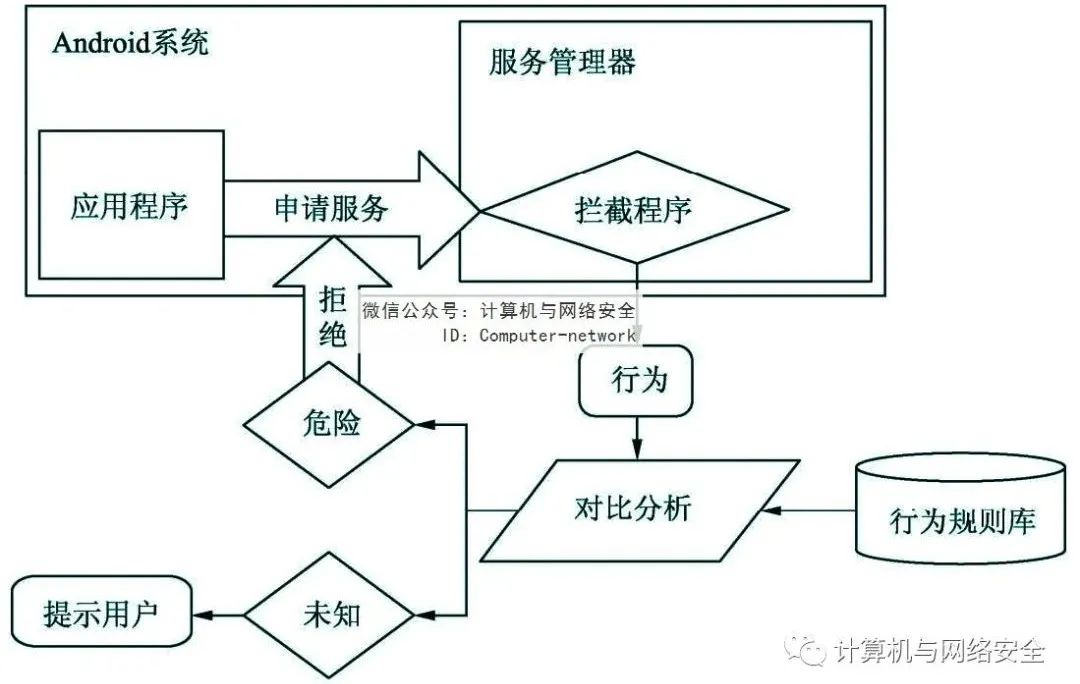 Android系统
服务管理器
应用程序
申请服务
拦截程序
拒绝
微信公众号：计算机与网络安全
ID：Computer-network
行为
危险
对比分析
行为规则库
提示用户
未知
计算机与网络安全